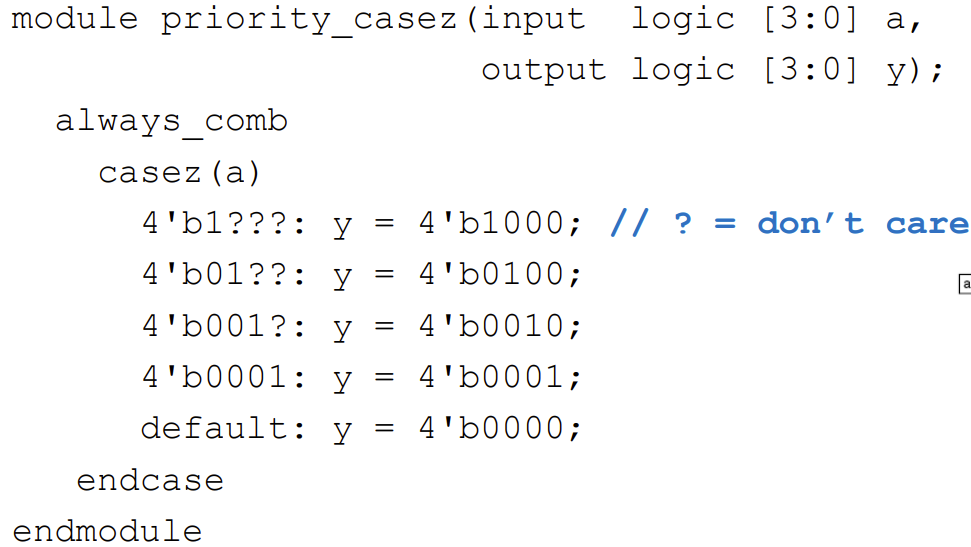 module priority_casez(input  logic [3:0] a,
                      output logic [3:0] y);
  always_comb
    casez(a)
      4'b1???: y = 4'b1000; // ? = don’t care
      4'b01??: y = 4'b0100;
      4'b001?: y = 4'b0010;
      4'b0001: y = 4'b0001;
      default: y = 4'b0000;
   endcase
endmodule
a